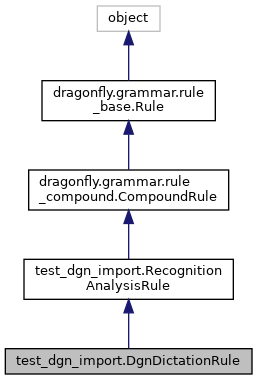 object
dragonfly.grammar.rule
_base.Rule
dragonfly.grammar.rule
_compound.CompoundRule
test_dgn_import.Recognition
AnalysisRule
test_dgn_import.DgnDictationRule